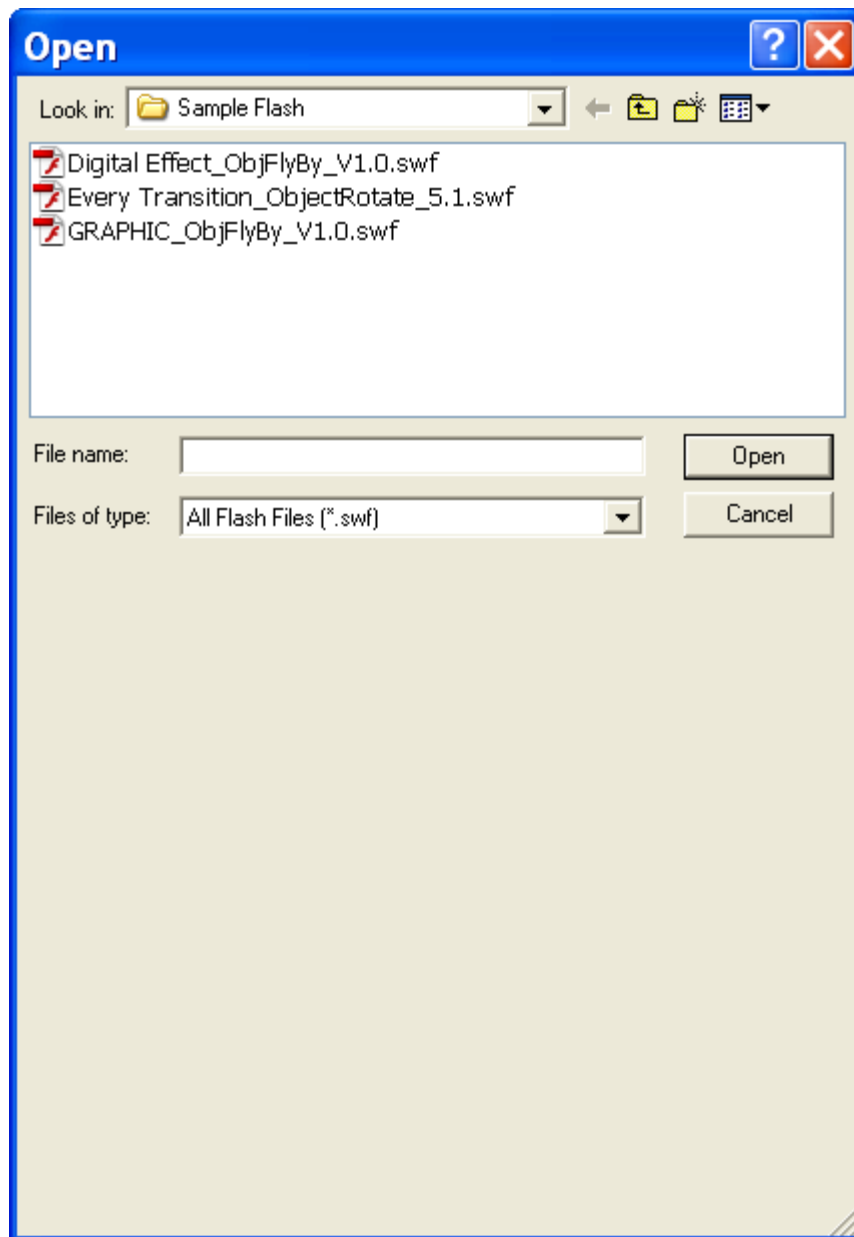 Open
Look in: Sample Flash
Digital Effect_ObjFlyBy_V1.0.swf
Every Transition_ObjectRotate_5.1.swf
GRAPHIC_ObjFlyBy_V1.0.swf
File name: Open
Files of type: All Flash Files (*.swf) Cancel